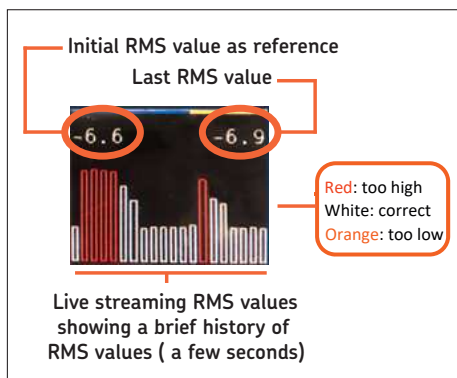 Initial RMS value as reference
Last RMS value
-6.6
-6.9
Red: too high
White: correct
Orange: too low
Live streaming RMS values
showing a brief history of
RMS values ( a few seconds)